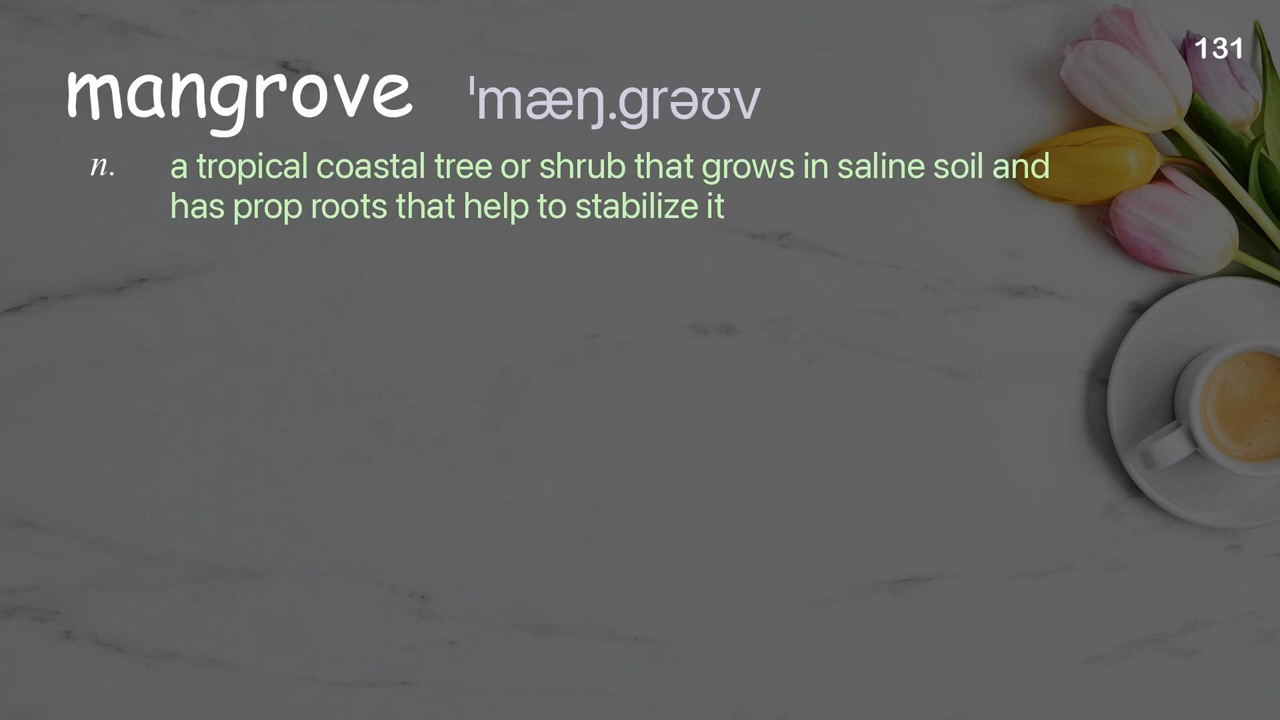 131
mangrove ˈmæŋ.grəʊv
n. a tropical coastal tree or shrub that grows in saline soil and
has prop roots that help to stabilize it